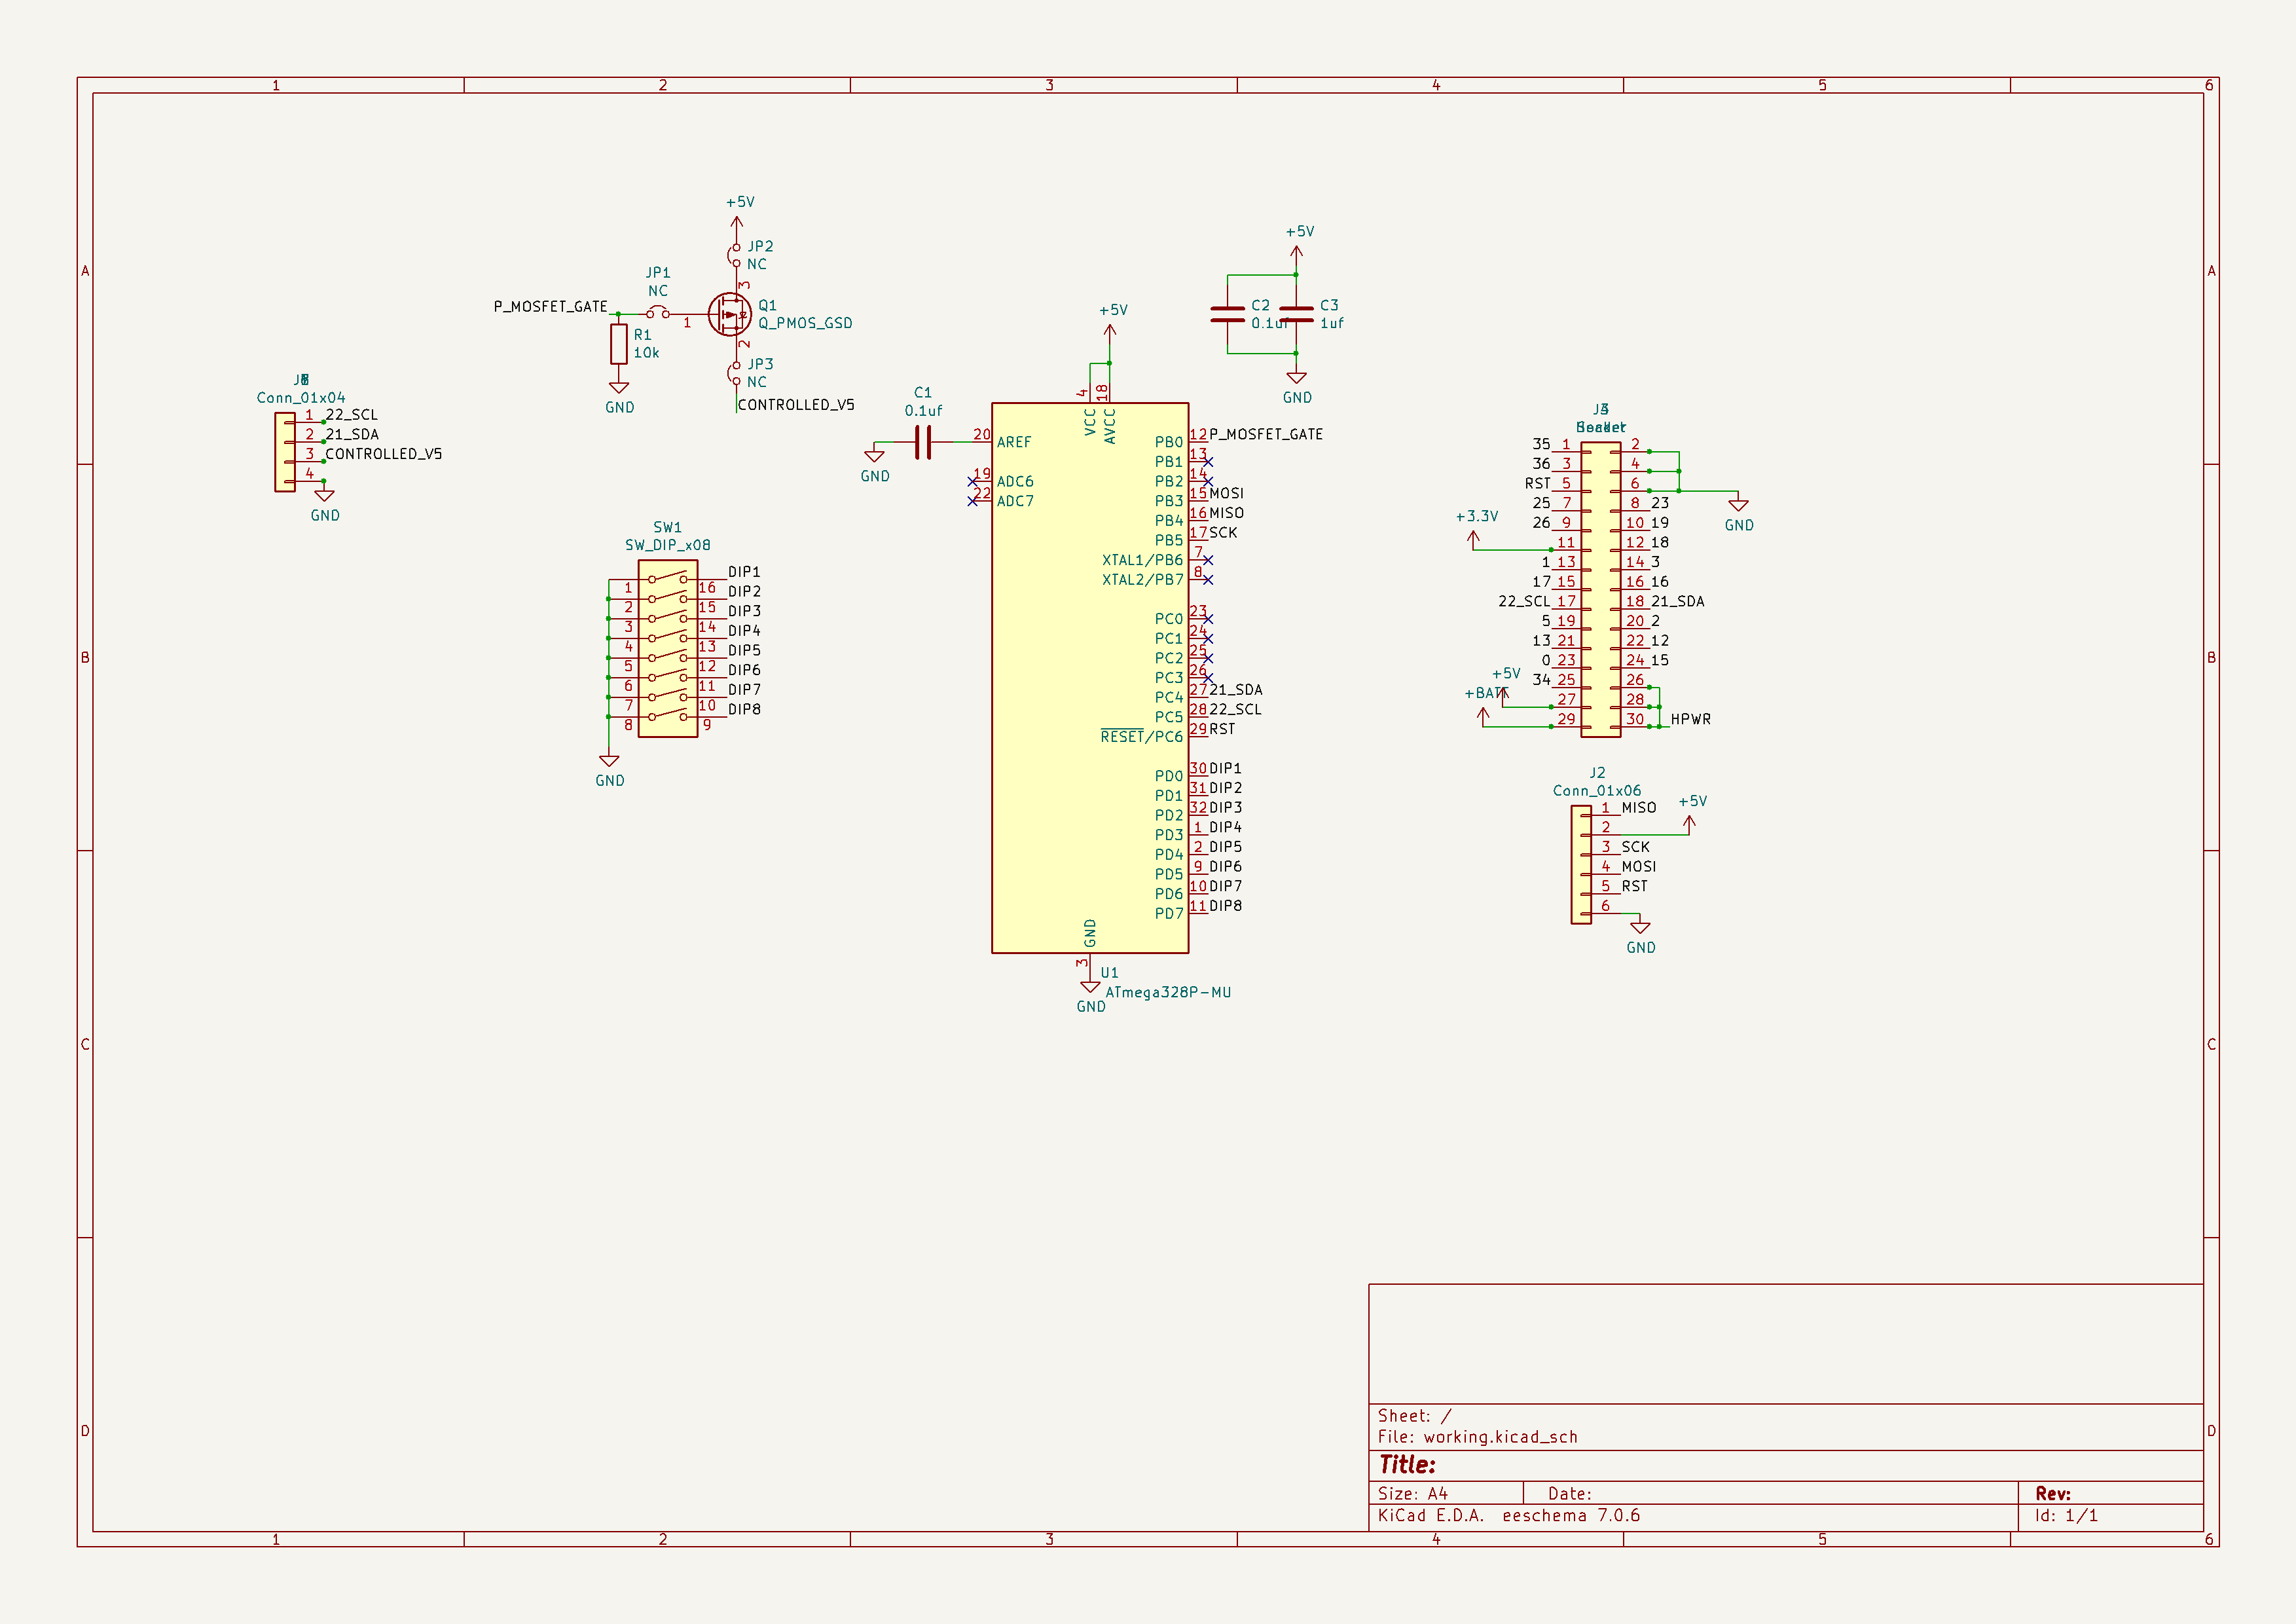 1 2 3 4 5 6
A A
B B
C C
D D
+5V
JP2
NC
JP1
NC
P_MOSFET_GATE
3
1
2
Q1
Q_PMOS_GSD
R1
10k
GND
JP3
NC
CONTROLLED_V5
Conn_01x04
1 22_SCL
2 21_SDA
3 CONTROLLED_V5
4
GND
SW1
SW_DIP_x08
1 16 DIP1
2 15 DIP2
3 14 DIP3
4 13 DIP4
5 12 DIP5
6 11 DIP6
7 10 DIP7
8 9 DIP8
GND
C1
0.1uf
GND
+5V
C2
0.1uf
C3
1uf
GND
+5V
4 18
VCC AVCC
20 AREF
19 ADC6
22 ADC7
PB0 12 P_MOSFET_GATE
PB1 13
PB2 14
PB3 15 MOSI
PB4 16 MISO
PB5 17 SCK
XTAL1/PB6 7
XTAL2/PB7 8
PC0 23
PC1 24
PC2 25
PC3 26
PC4 27 21_SDA
PC5 28 22_SCL
RESET/PC6 29 RST
PD0 30 DIP1
PD1 31 DIP2
PD2 32 DIP3
PD3 1 DIP4
PD4 2 DIP5
PD5 9 DIP6
PD6 10 DIP7
PD7 11 DIP8
GND
3
U1
ATmega328P-MU
GND
35 1 2
36 3 4
RST 5 6
25 7 8 23
26 9 10 19
GND
+3.3V
11 12 18
1 13 14 3
17 15 16 16
22_SCL 17 18 21_SDA
5 19 20 2
13 21 22 12
0 23 24 15
34 25 26
+5V
27 28
+BATT
29 30 HPWR
J2
Conn_01x06
1 MISO
2
+5V
3 SCK
4 MOSI
5 RST
6
GND
Sheet: /
File: working.kicad_sch
Title:
Size: A4 Date: Rev:
KiCad E.D.A. eeschema 7.0.6 Id: 1/1
1 2 3 4 5 6